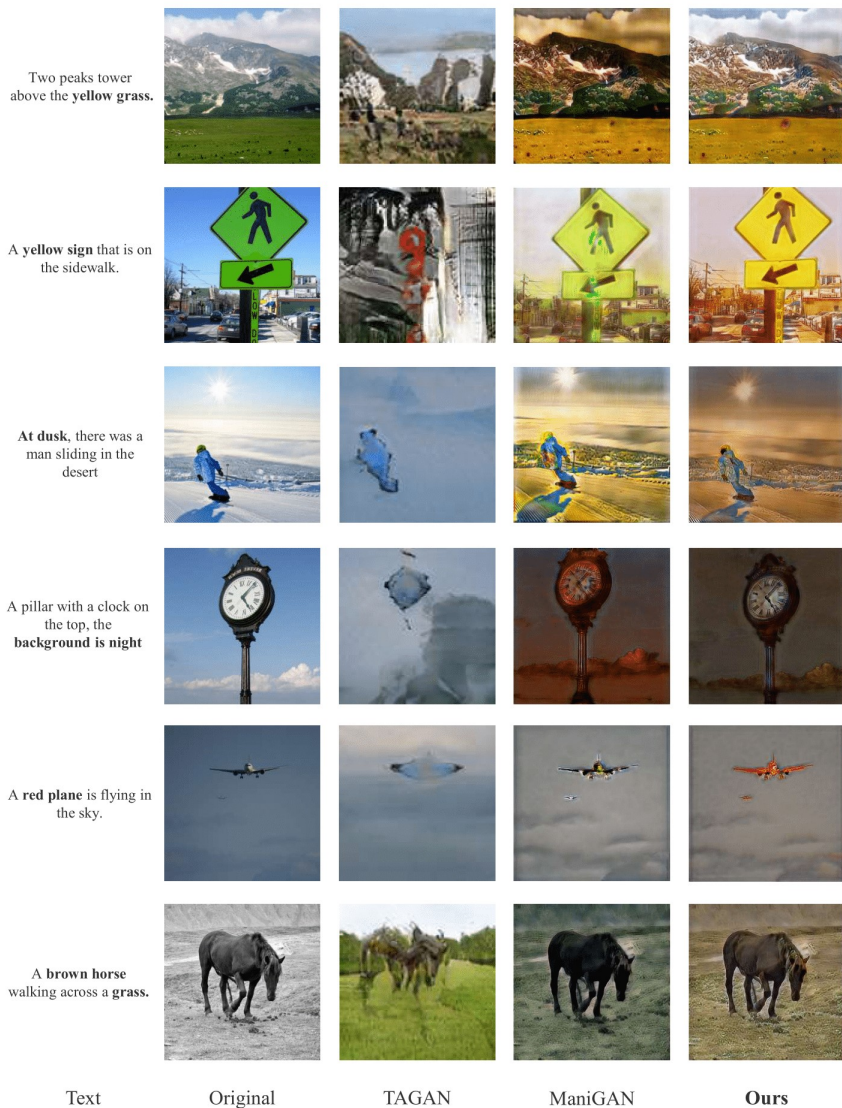 Two peaks tower
above the yellow grass.
A yellow sign that is on
the sidewalk.
At dusk, there was a
man sliding in the
desert
A pillar with a clock on
the top, the
background is night
A red plane is flying in
the sky.
A brown horse
walking across a grass.
Text Original TAGAN ManiGAN Ours